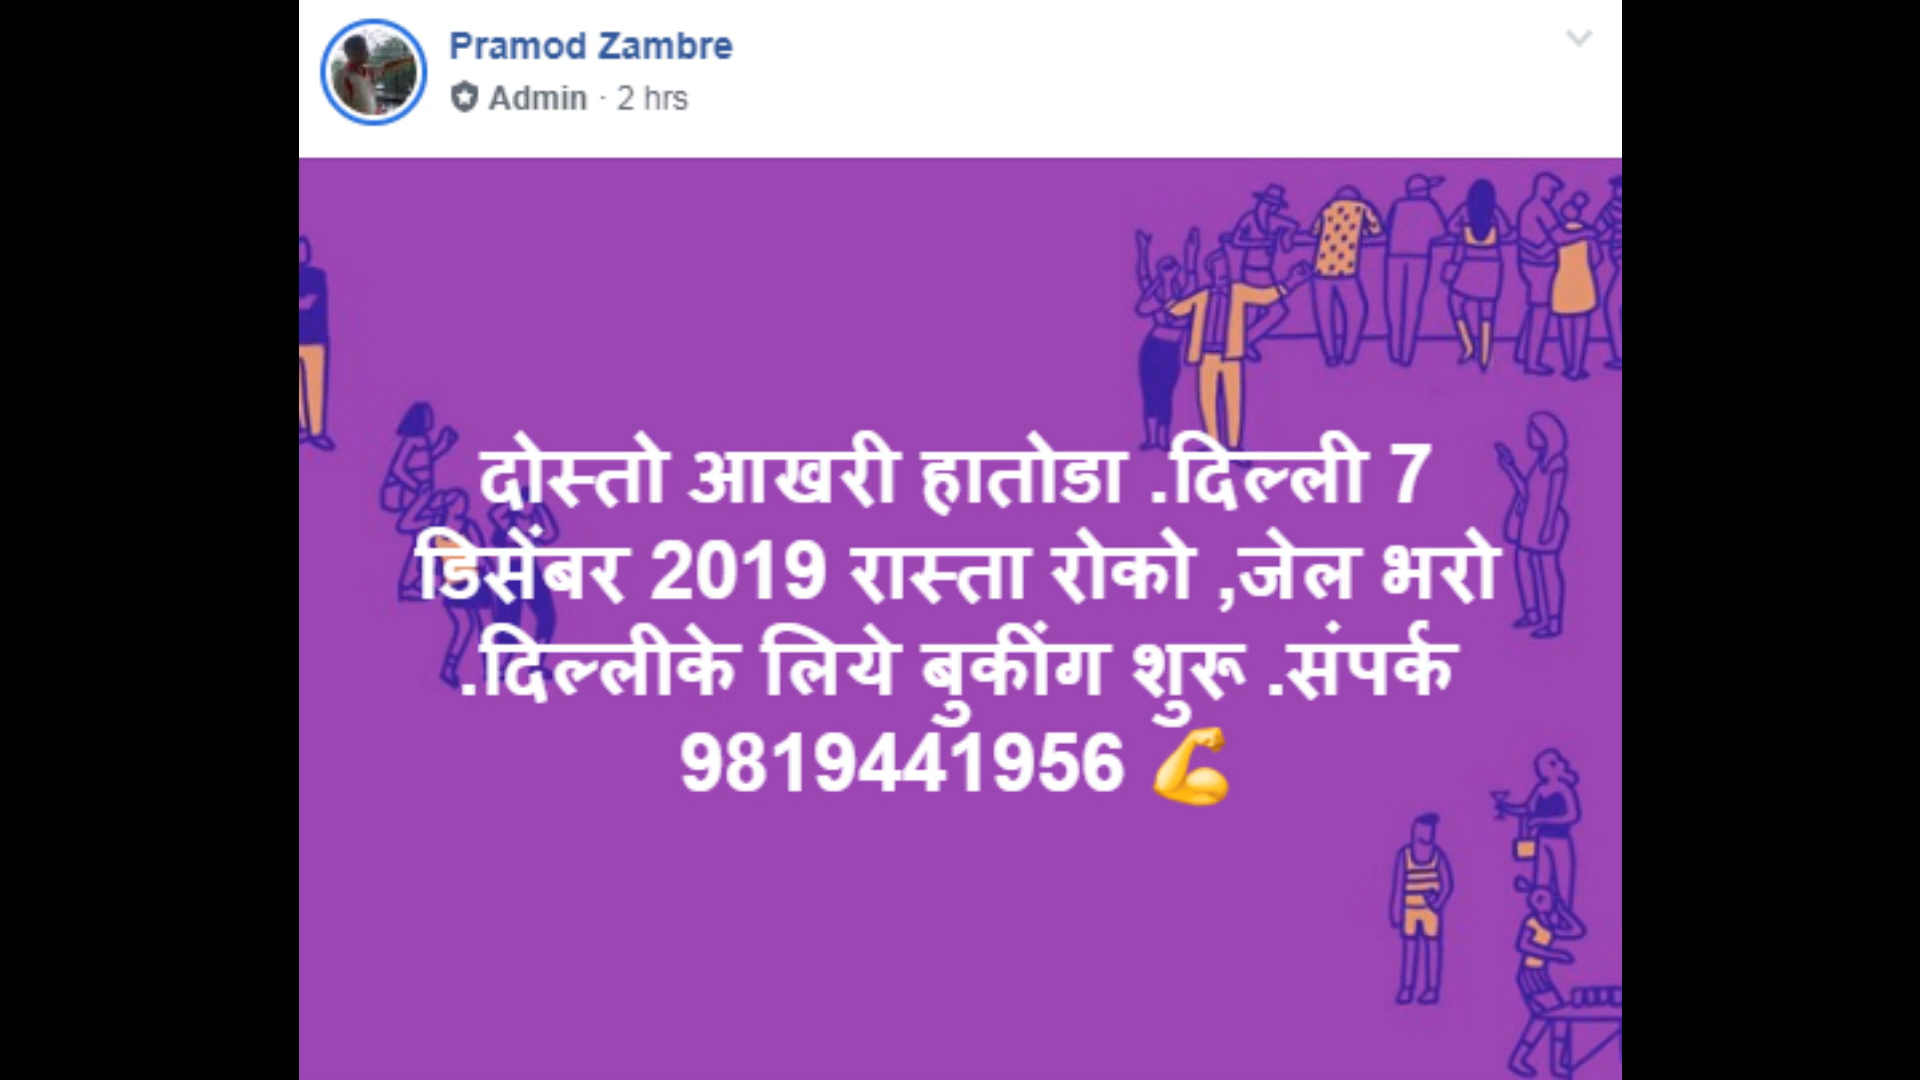 Pramod Zambre
Admin · 2 hrs
दोस्तो आखरी हातोडा .दिल्ली 7
डिसेंबर 2019 रास्ता रोको ,जेल भरो
.दिल्लीके लिये बुकींग शुरू .संपर्क
9819441956 💪